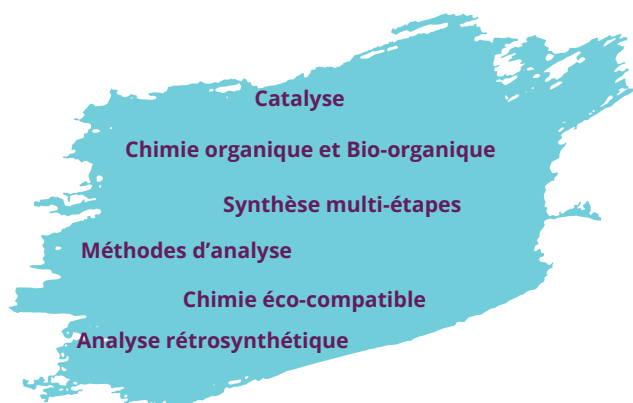 Catalyse
Chimie organique et Bio-organique
Synthèse multi-étapes
Méthodes d’analyse
Chimie éco-compatible
Analyse rétrosynthétique